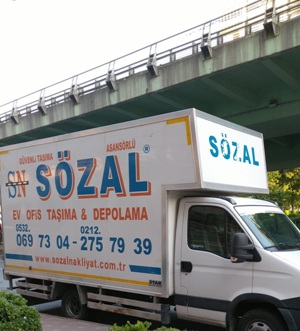 GÜVENLİ TAŞIMA
ASANSÖRLÜ
SN SÖZAL ®
EV OFİS TAŞIMA & DEPOLAMA
0532. 0212.
069 73 04 - 275 79 39
www.sozalnakliyat.com.tr
STAR
SÖZAL